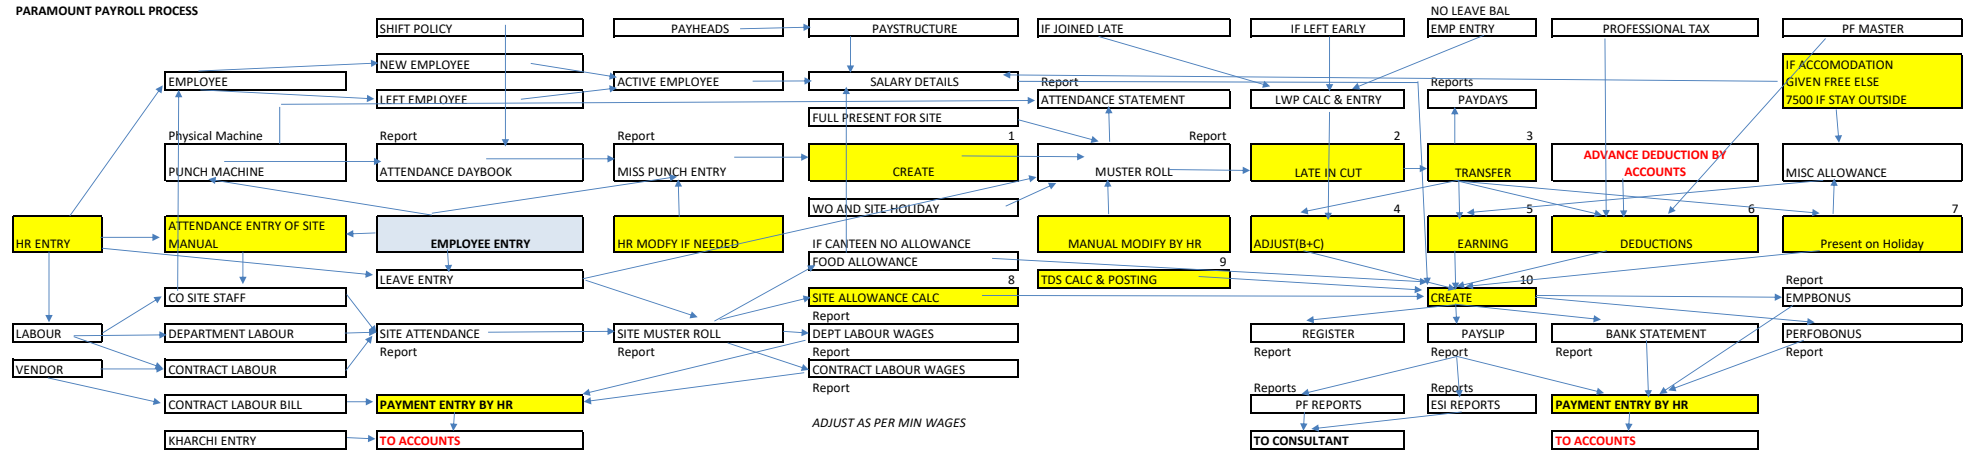 PARAMOUNT PAYROLL PROCESS
NO LEAVE BAL
SHIFT POLICY
PAYHEADS
PAYSTRUCTURE
IF JOINED LATE
IF LEFT EARLY
EMP ENTRY
PROFESSIONAL TAX
PF MASTER
NEW EMPLOYEE
IF ACCOMODATION
EMPLOYEE
ACTIVE EMPLOYEE
SALARY DETAILS
Report
Reports
GIVEN FREE ELSE
LEFT EMPLOYEE
ATTENDANCE STATEMENT
LWP CALC & ENTRY
PAYDAYS
7500 IF STAY OUTSIDE
FULL PRESENT FOR SITE
Physical Machine
Report
Report
1
Report
2
3
PUNCH MACHINE
ATTENDANCE DAYBOOK
MISS PUNCH ENTRY
CREATE
MUSTER ROLL
LATE IN CUT
TRANSFER
ADVANCE DEDUCTION BY
ACCOUNTS
MISC ALLOWANCE
WO AND SITE HOLIDAY
4
5
6
7
HR ENTRY
ATTENDANCE ENTRY OF SITE
MANUAL
EMPLOYEE ENTRY
HR MODFY IF NEEDED
IF CANTEEN NO ALLOWANCE
MANUAL MODIFY BY HR
ADJUST(B+C)
EARNING
DEDUCTIONS
Present on Holiday
FOOD ALLOWANCE
9
LEAVE ENTRY
8
TDS CALC & POSTING
10
Report
CO SITE STAFF
SITE ALLOWANCE CALC
CREATE
EMPBONUS
Report
LABOUR
DEPARTMENT LABOUR
SITE ATTENDANCE
SITE MUSTER ROLL
DEPT LABOUR WAGES
REGISTER
PAYSLIP
BANK STATEMENT
PERFOBONUS
Report
Report
Report
Report
Report
Report
Report
VENDOR
CONTRACT LABOUR
CONTRACT LABOUR WAGES
Report
Reports
Reports
CONTRACT LABOUR BILL
PAYMENT ENTRY BY HR
PF REPORTS
ESI REPORTS
PAYMENT ENTRY BY HR
ADJUST AS PER MIN WAGES
KHARCHI ENTRY
TO ACCOUNTS
TO CONSULTANT
TO ACCOUNTS